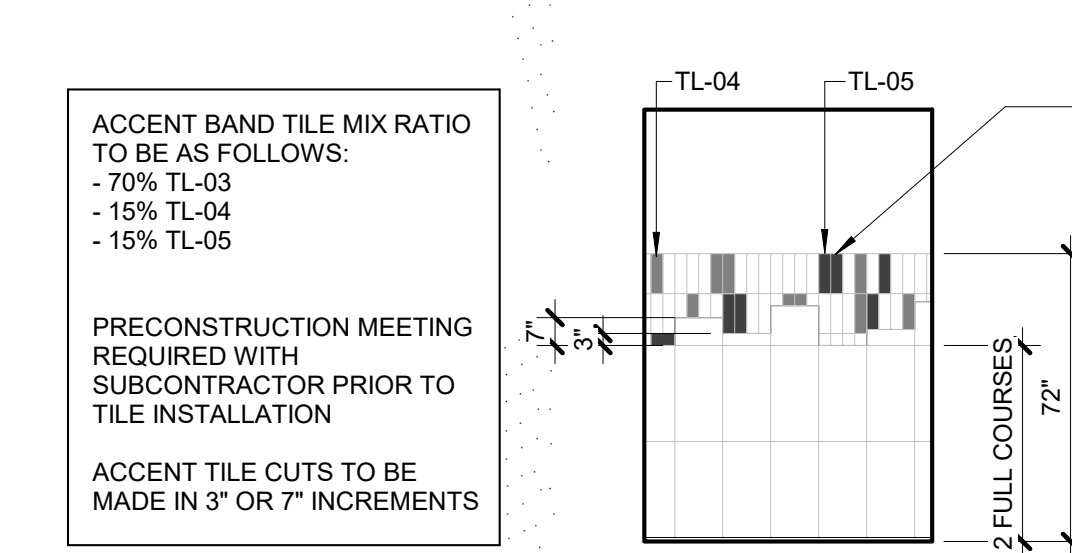 ACCENT BAND TILE MIX RATIO
TO BE AS FOLLOWS:
- 70% TL-03
- 15% TL-04
- 15% TL-05
PRECONSTRUCTION MEETING
REQUIRED WITH
SUBCONTRACTOR PRIOR TO
TILE INSTALLATION
ACCENT TILE CUTS TO BE
MADE IN 3" OR 7" INCREMENTS
TL-04
TL-05
7"
3"
2 FULL COURSES
72"